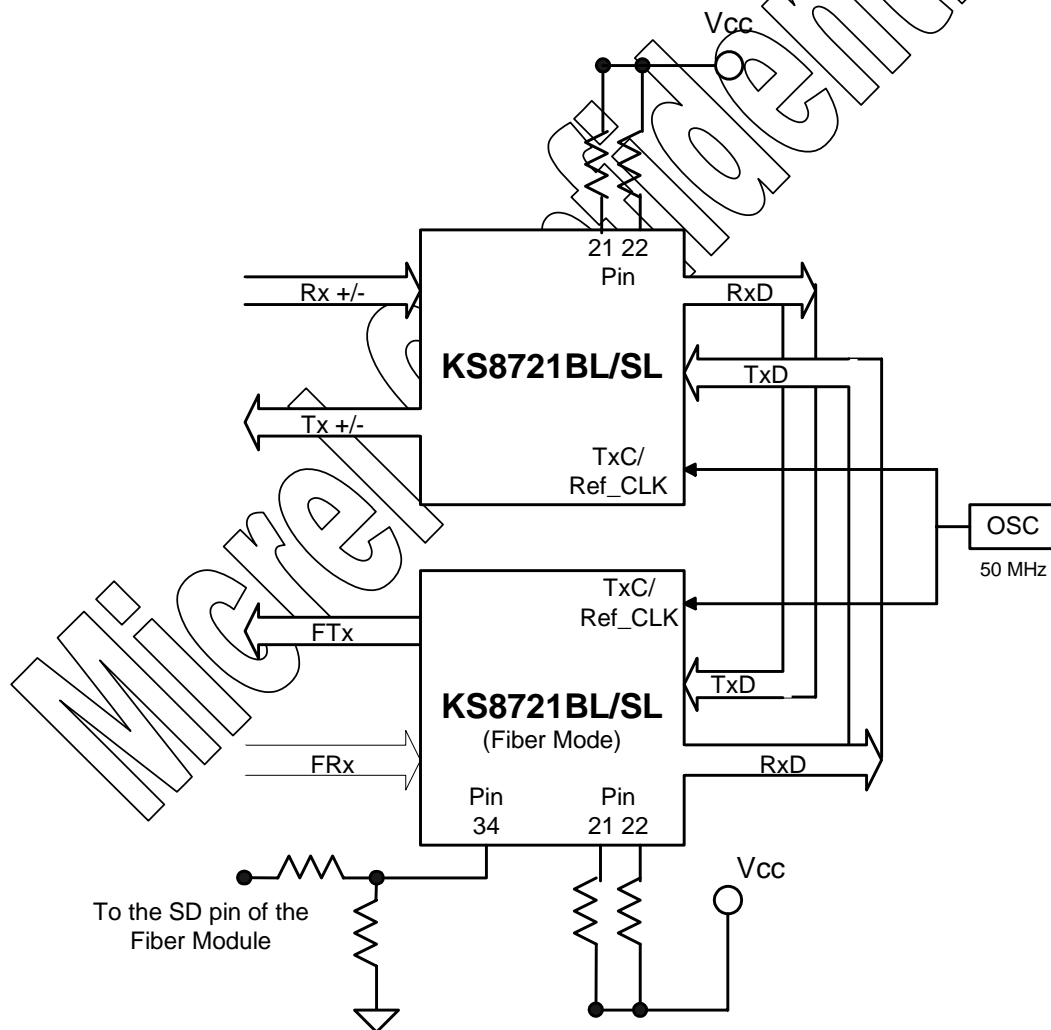 Vcc
21 22
Pin
Rx +/-
RxD
KS8721BL/SL
TxD
Tx +/-
TxC/
Ref_CLK
OSC
50 MHz
TxC/
Ref_CLK
FTx
TxD
KS8721BL/SL
(Fiber Mode)
FRx
RxD
Pin
34
Pin
21 22
Vcc
To the SD pin of the
Fiber Module
Micrel